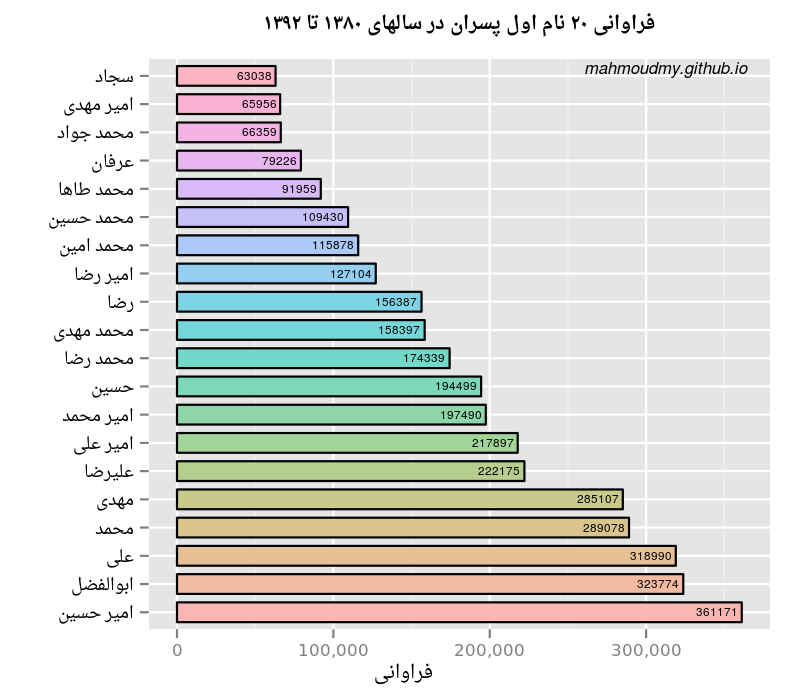 فراوانی ۲۰ نام اول پسران در سالهای ۱۳۸۰ تا ۱۳۹۲
mahmoudmy.github.io
سجاد 63038
امیر مهدی 65956
محمد جواد 66359
عرفان 79226
محمد طاها 91959
محمد حسین 109430
محمد امین 115878
امیر رضا 127104
رضا 156387
محمد مهدی 158397
محمد رضا 174339
حسین 194499
امیر محمد 197490
امیر علی 217897
علیرضا 222175
مهدی 285107
محمد 289078
علی 318990
ابوالفضل 323774
امیر حسین 361171
0 100,000 200,000 300,000
فراوانی